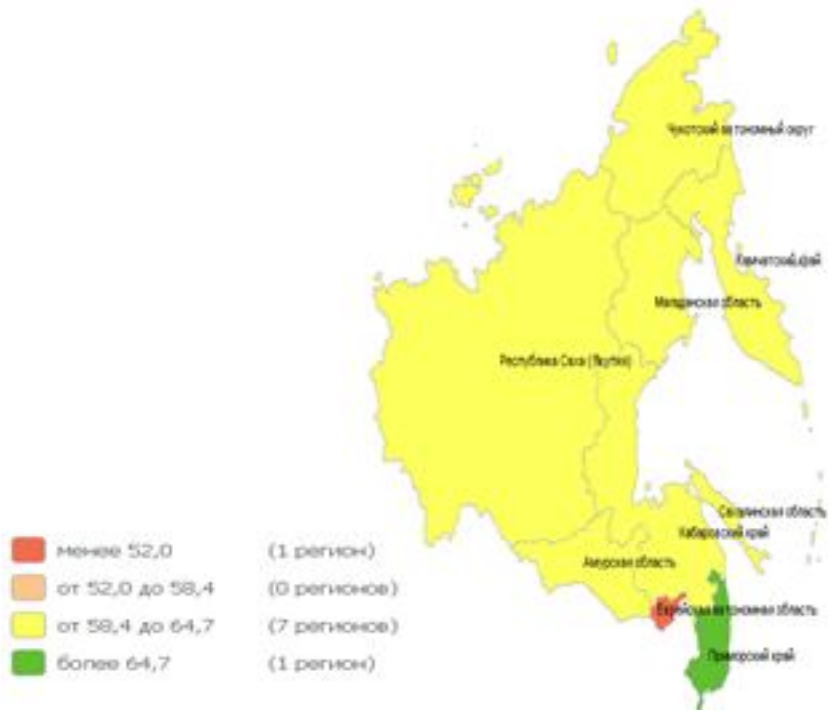 Чукотский автономный округ
Камчатский край
Магаданская область
Республика Саха (Якутия)
Сахалинская область
Хабаровский край
Амурская область
Еврейская автономная область
Приморский край
менее 52,0 (1 регион)
от 52,0 до 58,4 (0 регионов)
от 58,4 до 64,7 (7 регионов)
более 64,7 (1 регион)